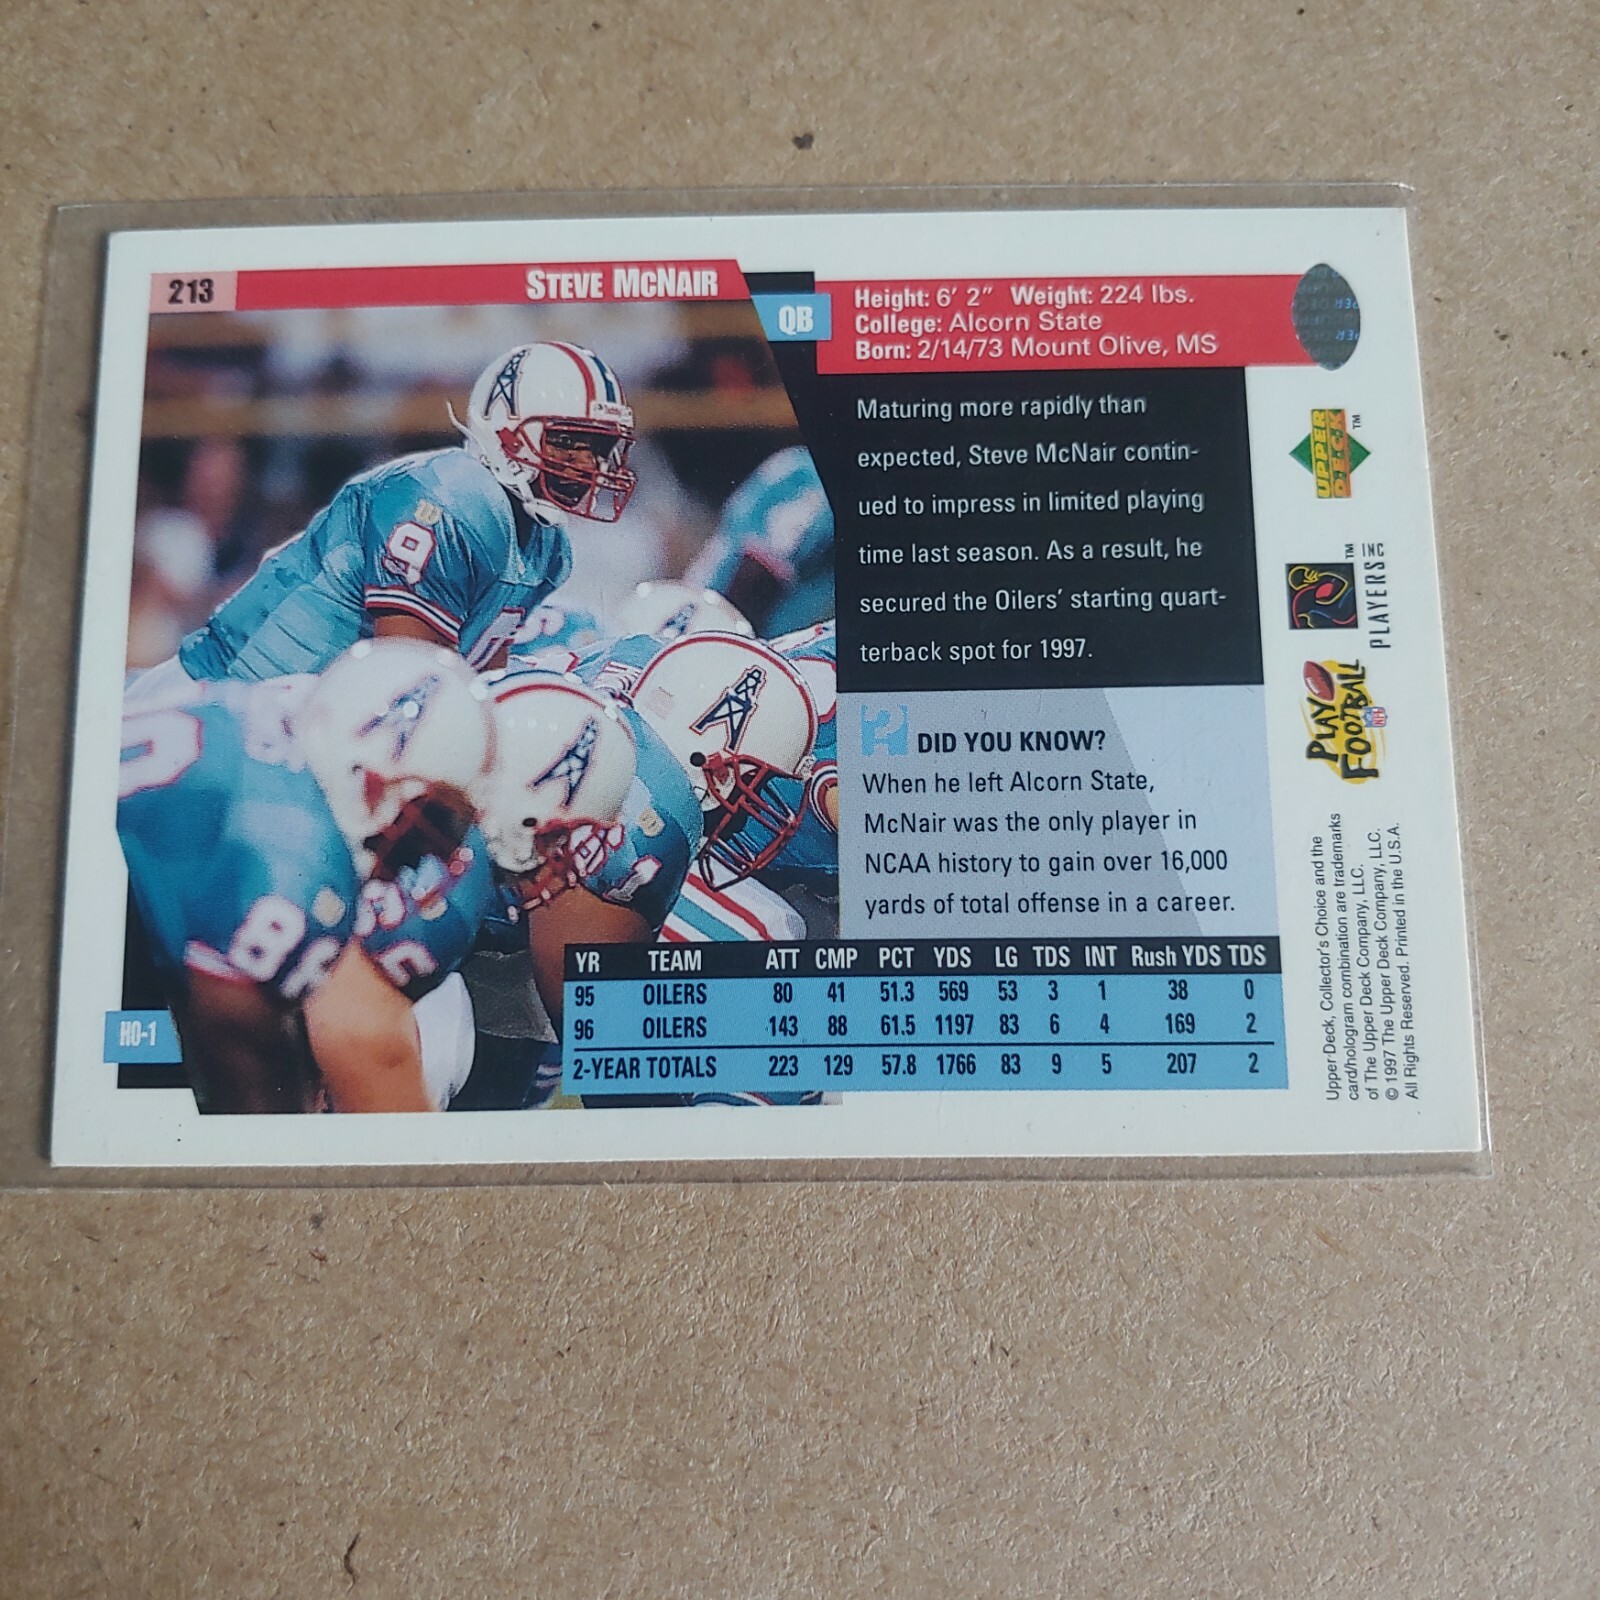 213
STEVE MCNAIR
QB
Height: 6' 2" Weight: 224 lbs.
College: Alcorn State
Born: 2/14/73 Mount Olive, MS
Maturing more rapidly than
expected, Steve McNair contin-
ued to impress in limited playing
time last season. As a result, he
secured the Oilers' starting quart-
terback spot for 1997.
DID YOU KNOW?
When he left Alcorn State,
McNair was the only player in
NCAA history to gain over 16,000
yards of total offense in a career.
YR TEAM ATT CMP PCT YDS LG TDS INT Rush YDS TDS
95 OILERS 80 41 51.3 569 53 3 1 38 0
96 OILERS 143 88 61.5 1197 83 6 4 169 2
2-YEAR TOTALS 223 129 57.8 1766 83 9 5 207 2
HO-1
9
UPPER DECK TM
TM PLAYERS INC
PLAY FOOTBALL NFL
Upper Deck, Collector's Choice and the
card/hologram combination are trademarks
of The Upper Deck Company, LLC.
© 1997 The Upper Deck Company, LLC.
All Rights Reserved. Printed in the U.S.A.